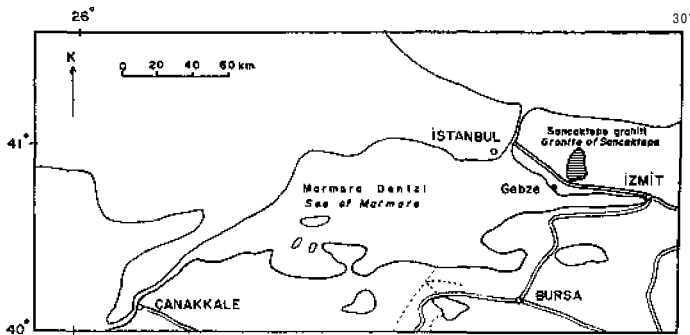 26°
30°
K
0 20 40 60 km.
İSTANBUL
Sancaktepe graniti
Granite of Sancaktepe
41°
İZMİT
Gebze
Marmara Denizi
See of Marmara
ÇANAKKALE
BURSA
40°